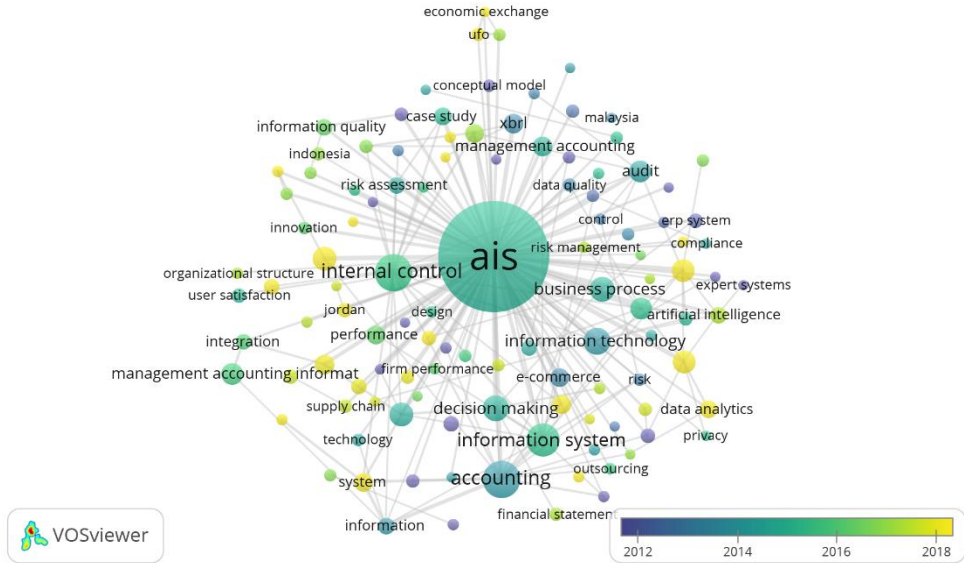 economic exchange
ufo
conceptual model
case study
xbrl
malaysia
information quality
management accounting
indonesia
audit
risk assessment
data quality
innovation
control
erp system
risk management
compliance
ais
organizational structure
internal control
user satisfaction
business process
expert systems
jordan
design
artificial intelligence
integration
performance
information technology
management accounting informat
firm performance
e-commerce
risk
supply chain
decision making
data analytics
technology
information system
privacy
outsourcing
system
accounting
information
financial statement
VOSviewer
2012
2014
2016
2018